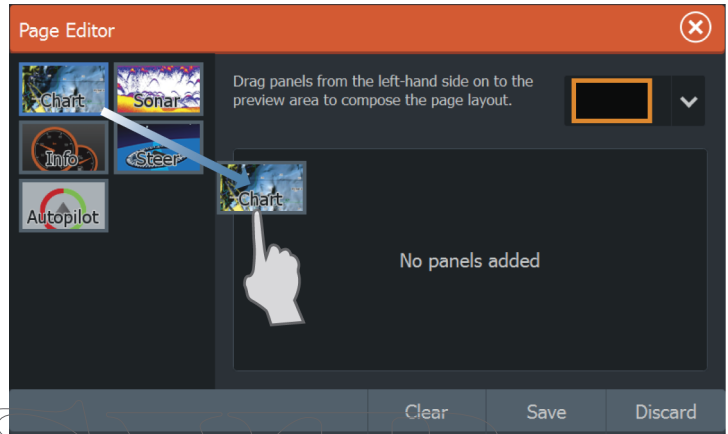 Page Editor
Chart
Sonar
Drag panels from the left-hand side on to the
preview area to compose the page layout.
Info
Steer
Chart
Autopilot
No panels added
Clear
Save
Discard